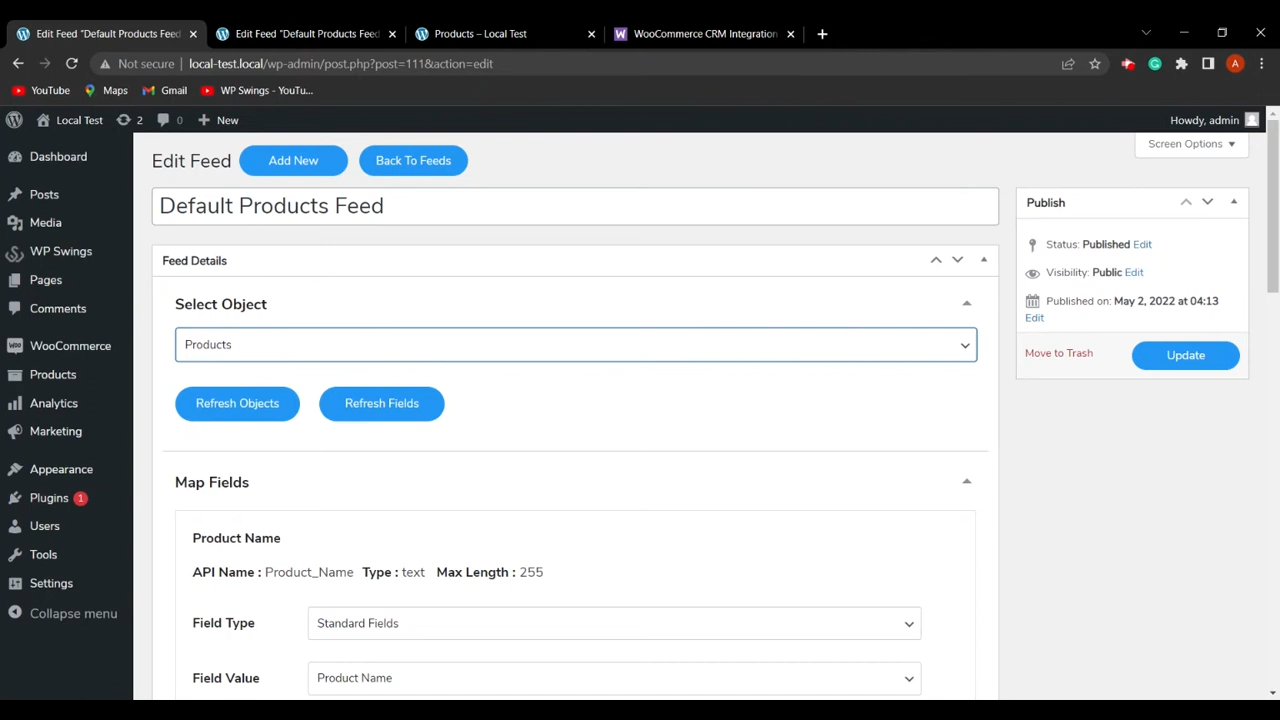 Edit Feed "Default Products Feed
Edit Feed "Default Products Feed
Products – Local Test
WooCommerce CRM Integration
Not secure
local-test.local/wp-admin/post.php?post=111&action=edit
A
YouTube
Maps
Gmail
WP Swings - YouTu...
Local Test
2
0
New
Howdy, admin
Dashboard
Posts
Media
WP Swings
Pages
Comments
WooCommerce
Products
Analytics
Marketing
Appearance
Plugins 1
Users
Tools
Settings
Collapse menu
Screen Options
Edit Feed
Add New
Back To Feeds
Default Products Feed
Feed Details
Select Object
Products
Refresh Objects
Refresh Fields
Map Fields
Product Name
API Name : Product_Name Type : text Max Length : 255
Field Type
Standard Fields
Field Value
Product Name
Publish
Status: Published Edit
Visibility: Public Edit
Published on: May 2, 2022 at 04:13
Edit
Move to Trash
Update